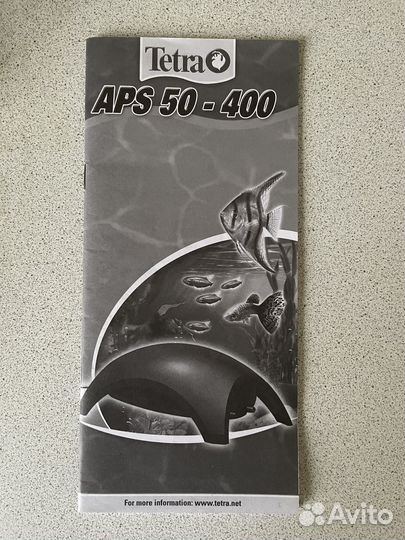 Tetra
APS 50 - 400
For more information: www.tetra.net
Avito